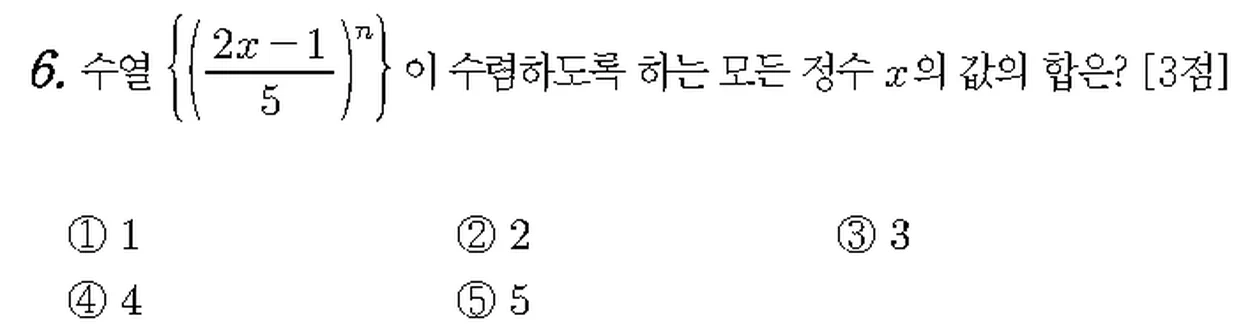 6. 수열 {((2x-1)/5)^n} 이 수렴하도록 하는 모든 정수 x의 값의 합은? [3점]
① 1 ② 2 ③ 3
④ 4 ⑤ 5